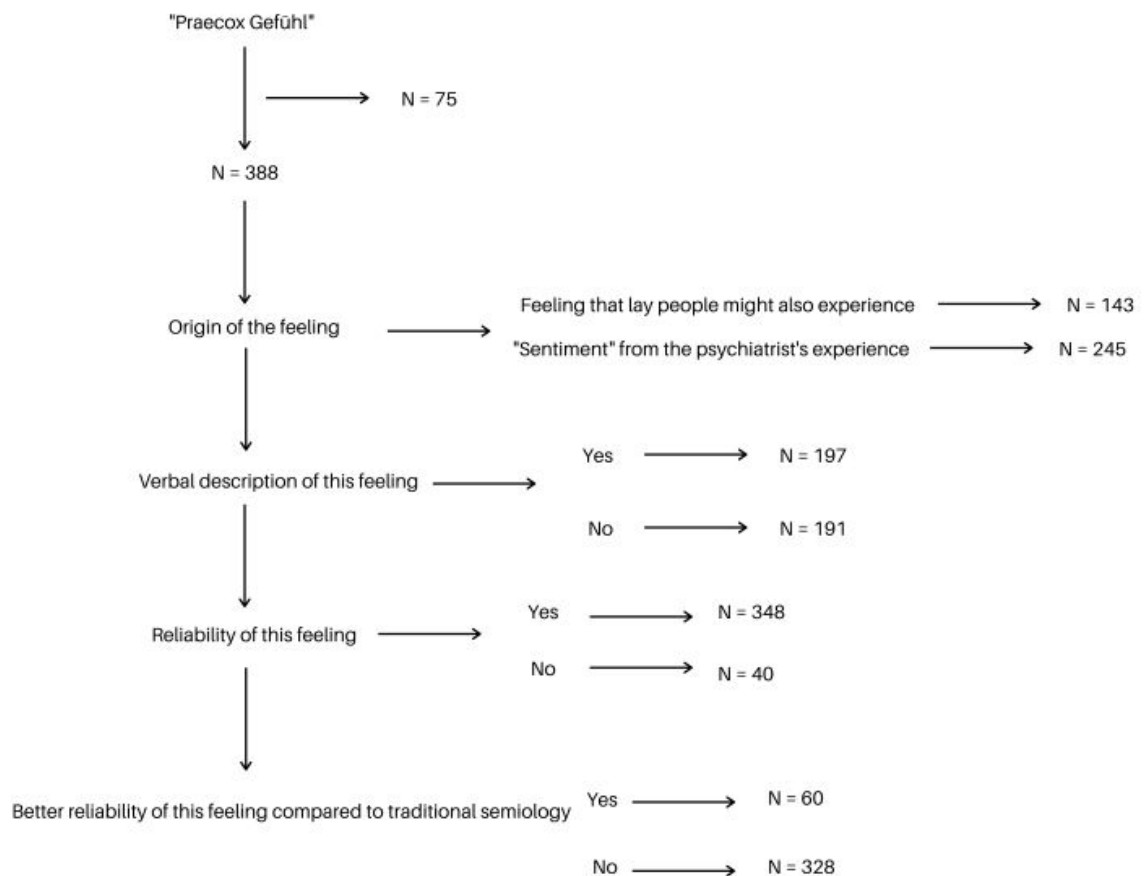 "Praecox Gefühl"
N = 75
N = 388
Feeling that lay people might also experience
N = 143
Origin of the feeling
"Sentiment" from the psychiatrist's experience
N = 245
Yes
N = 197
Verbal description of this feeling
No
N = 191
Yes
N = 348
Reliability of this feeling
No
N = 40
Better reliability of this feeling compared to traditional semiology
Yes
N = 60
No
N = 328